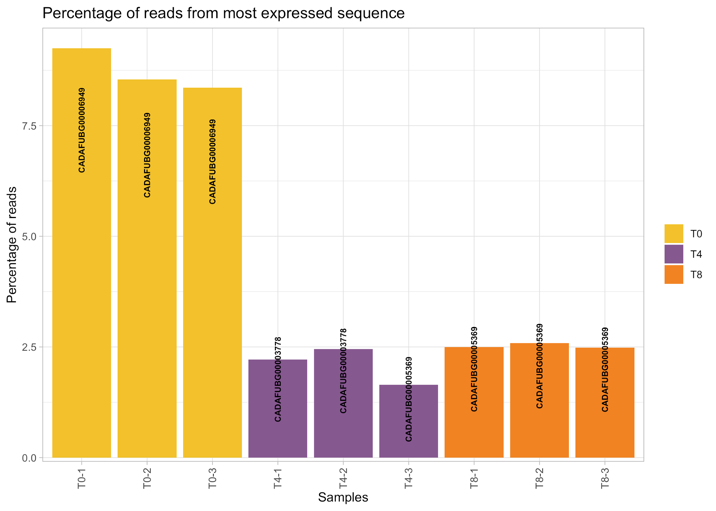 Percentage of reads from most expressed sequence
Percentage of reads
7.5
5.0
2.5
0.0
CADAFUBG00006949
CADAFUBG00006949
CADAFUBG00006949
CADAFUBG00003778
CADAFUBG00003778
CADAFUBG00005369
CADAFUBG00005369
CADAFUBG00005369
CADAFUBG00005369
T0-1
T0-2
T0-3
T4-1
T4-2
T4-3
T8-1
T8-2
T8-3
Samples
T0
T4
T8